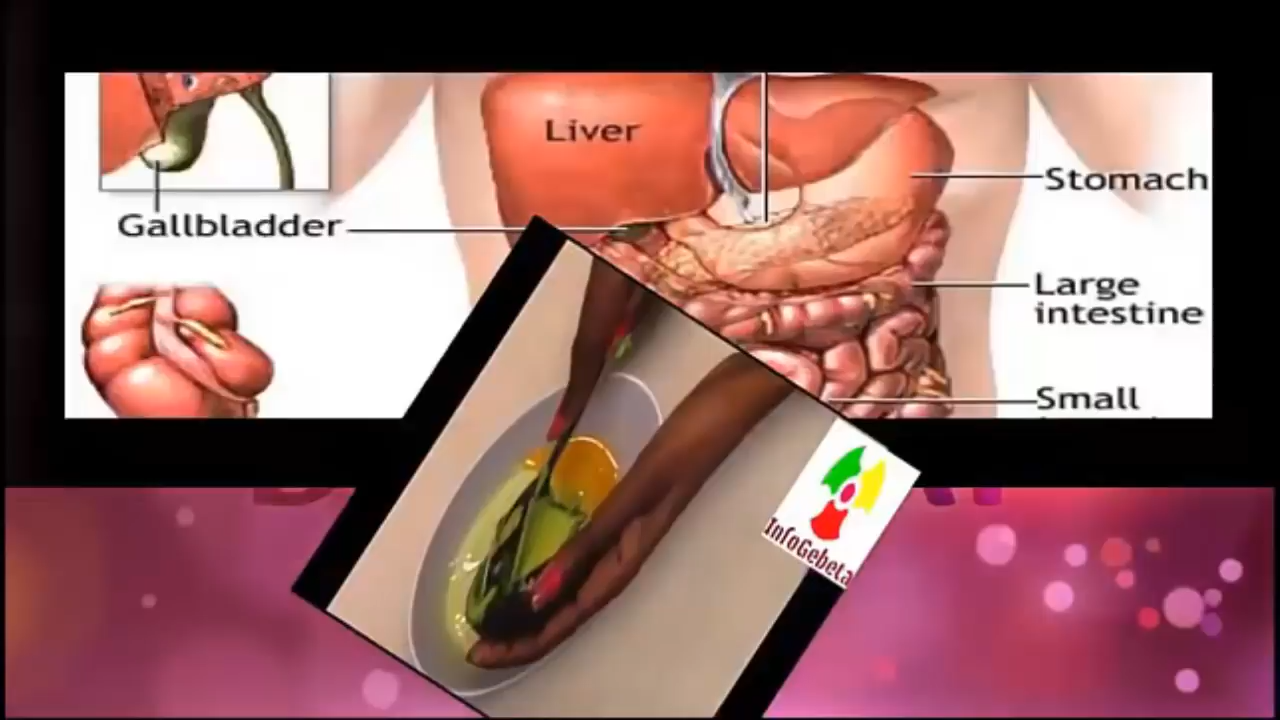 Liver
Stomach
Gallbladder
Large
intestine
Small
InfoGebeta